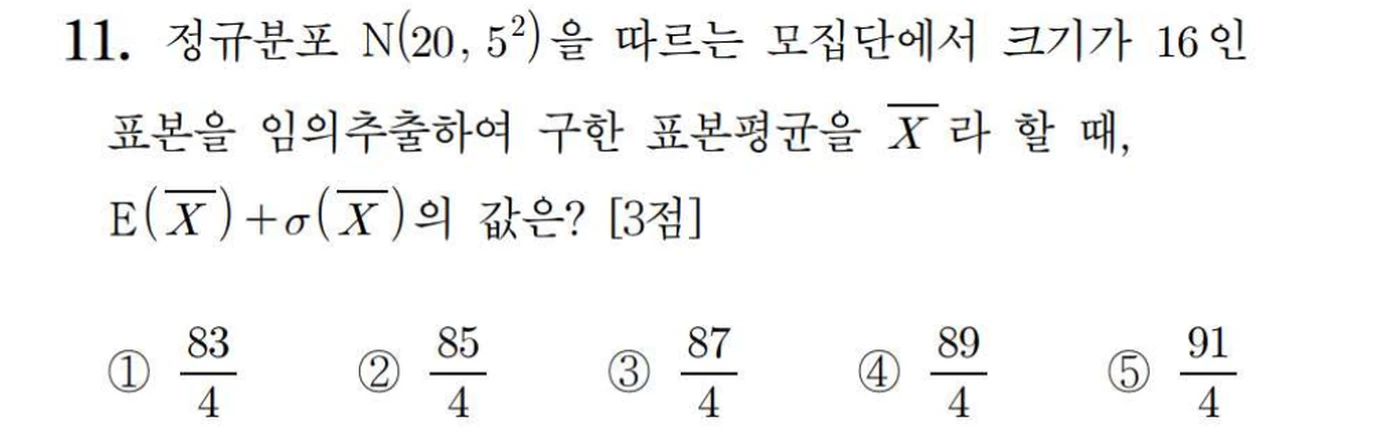 11. 정규분포 N(20, 5²)을 따르는 모집단에서 크기가 16인
표본을 임의추출하여 구한 표본평균을 X̅라 할 때,
E(X̅)+σ(X̅)의 값은? [3점]
① 83/4 ② 85/4 ③ 87/4 ④ 89/4 ⑤ 91/4